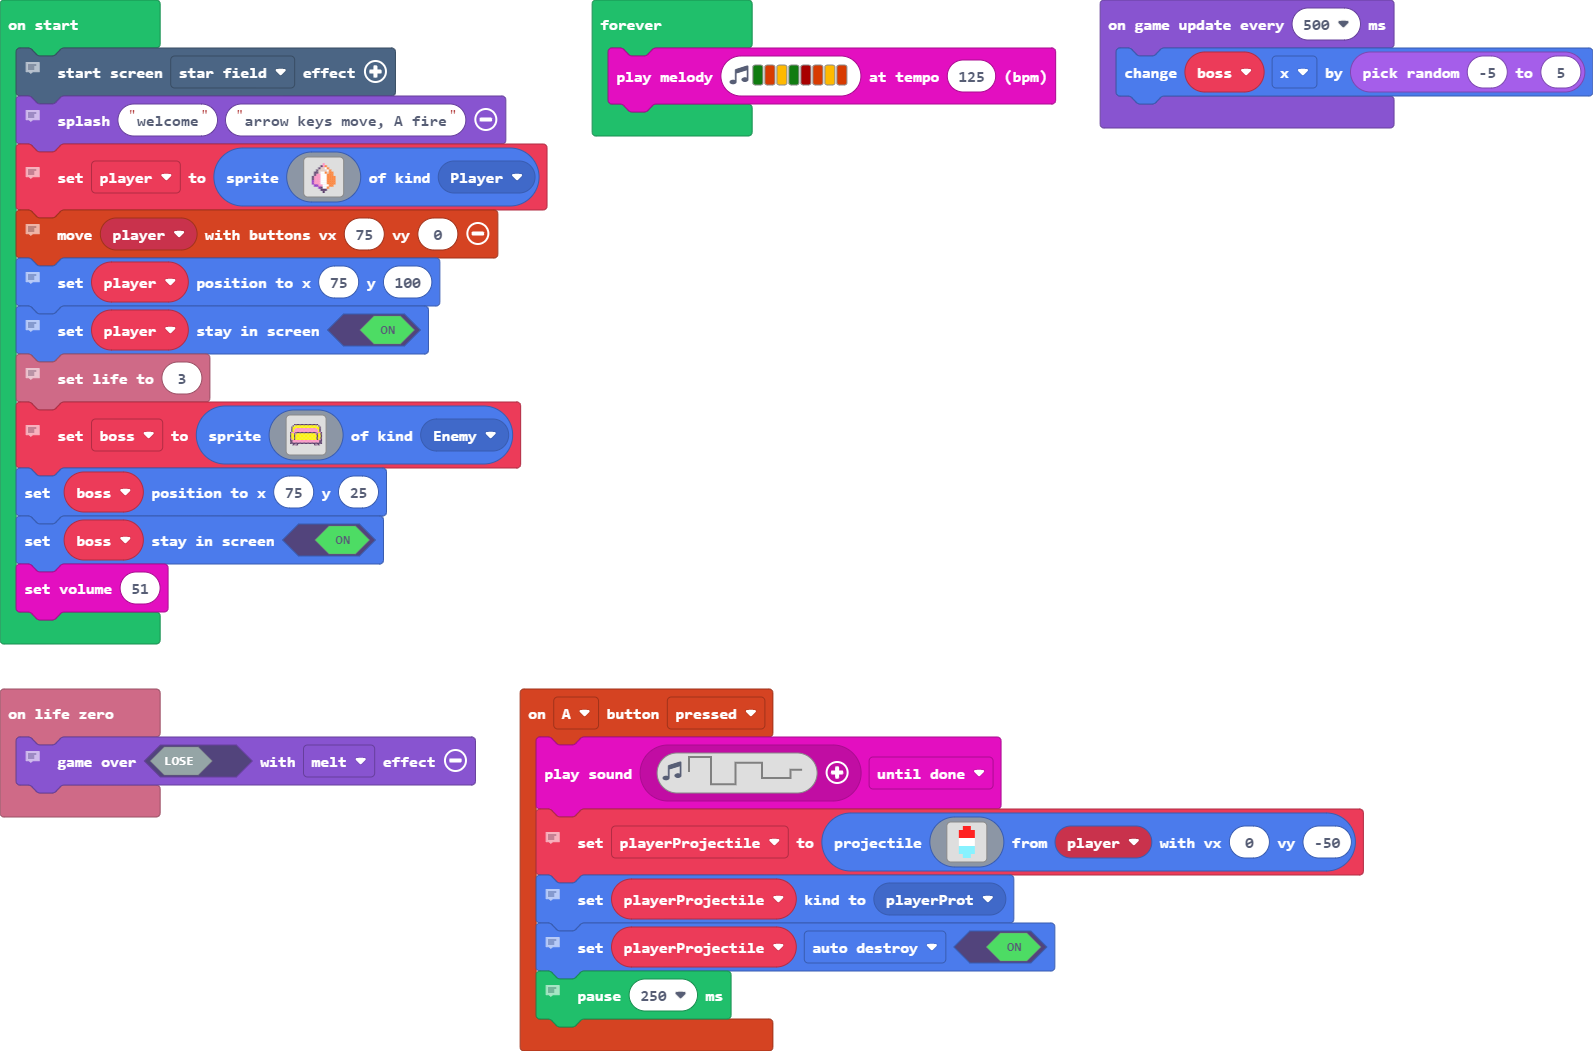 on start
start screen star field effect
splash "welcome" "arrow keys move, A fire"
set player to sprite of kind Player
move player with buttons vx 75 vy 0
set player position to x 75 y 100
set player stay in screen ON
set life to 3
set boss to sprite of kind Enemy
set boss position to x 75 y 25
set boss stay in screen ON
set volume 51
forever
play melody at tempo 125 (bpm)
on game update every 500 ms
change boss x by pick random -5 to 5
on life zero
game over LOSE with melt effect
on A button pressed
play sound until done
set playerProjectile to projectile from player with vx 0 vy -50
set playerProjectile kind to playerProt
set playerProjectile auto destroy ON
pause 250 ms